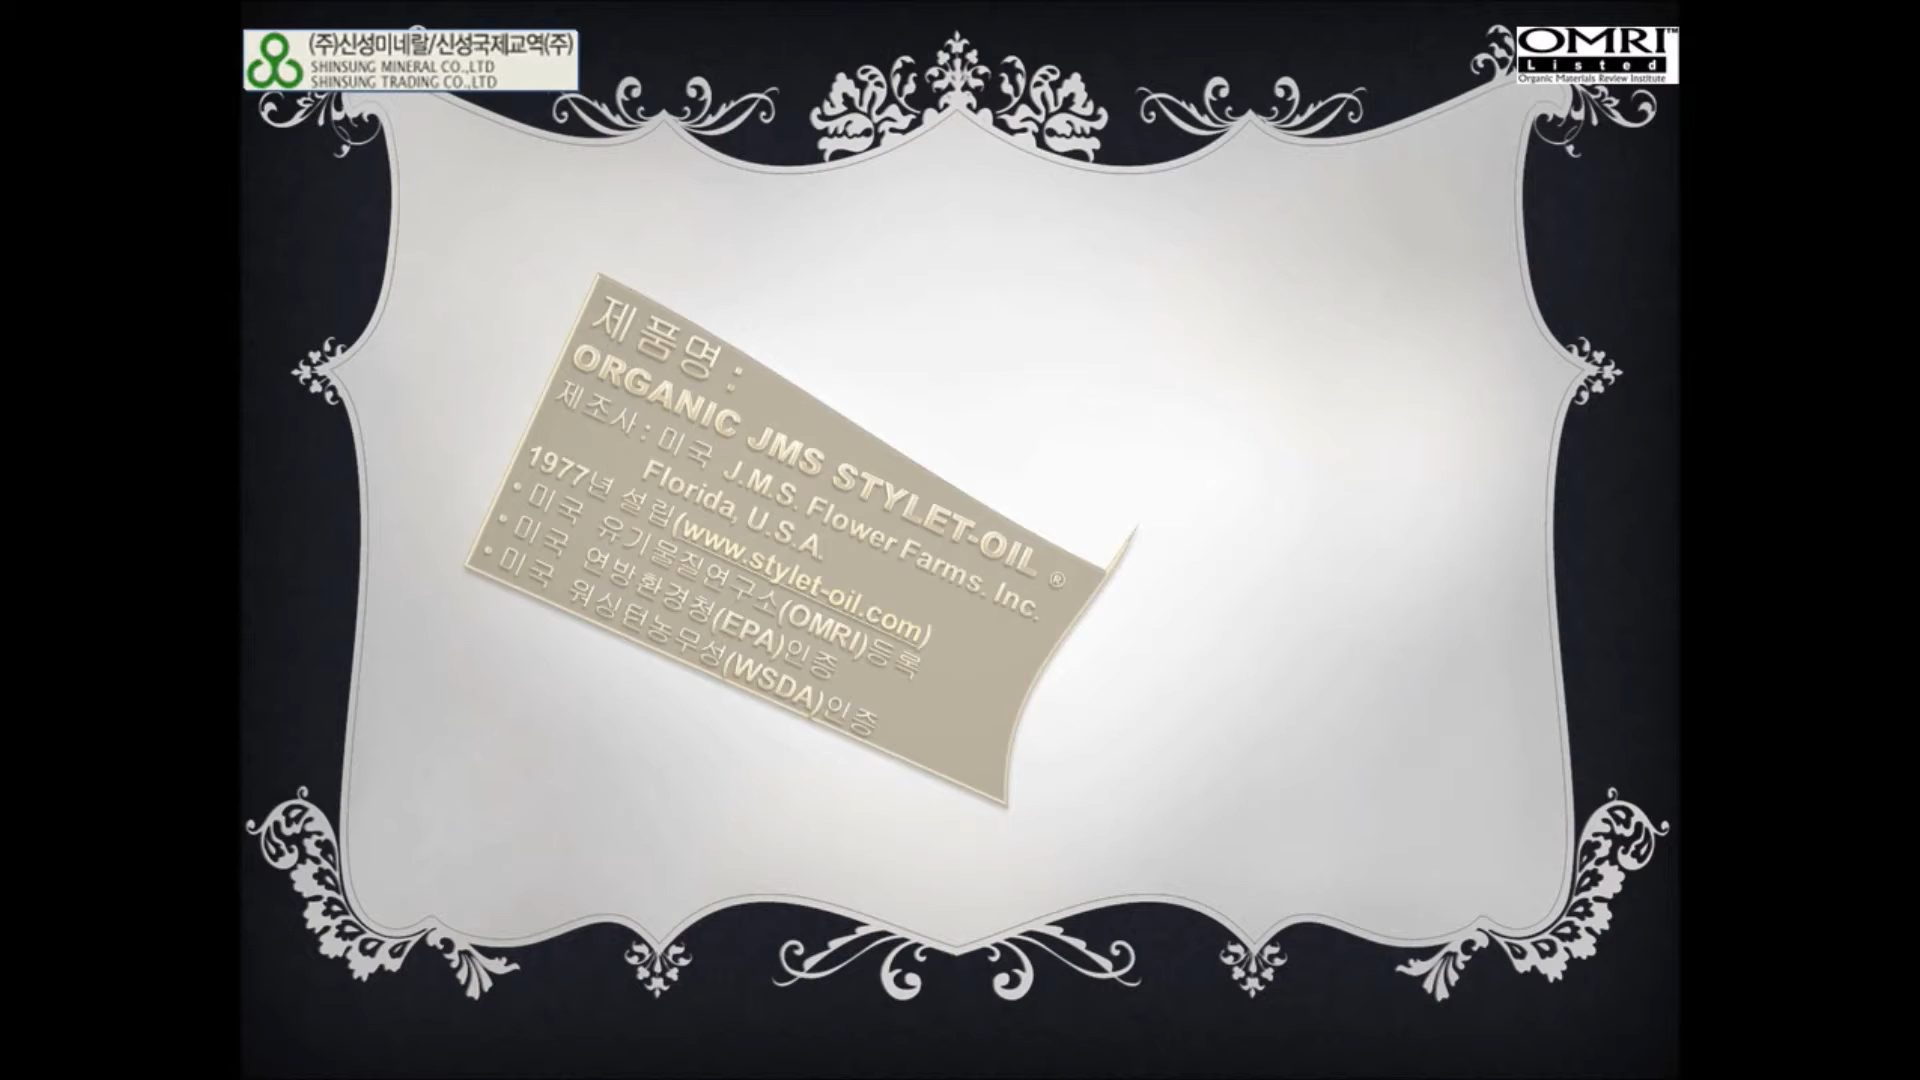 (주)신성미네랄/신성국제교역(주)
SHINSUNG MINERAL CO.,LTD
SHINSUNG TRADING CO.,LTD
OMRI™
Listed
Organic Materials Review Institute
제품명 :
ORGANIC JMS STYLET-OIL ®
제조사 : 미국 J.M.S. Flower Farms. Inc.
Florida, U.S.A.
1977년 설립(www.stylet-oil.com)
• 미국 유기물질연구소(OMRI)등록
• 미국 연방환경청(EPA)인증
• 미국 워싱턴농무성(WSDA)인증